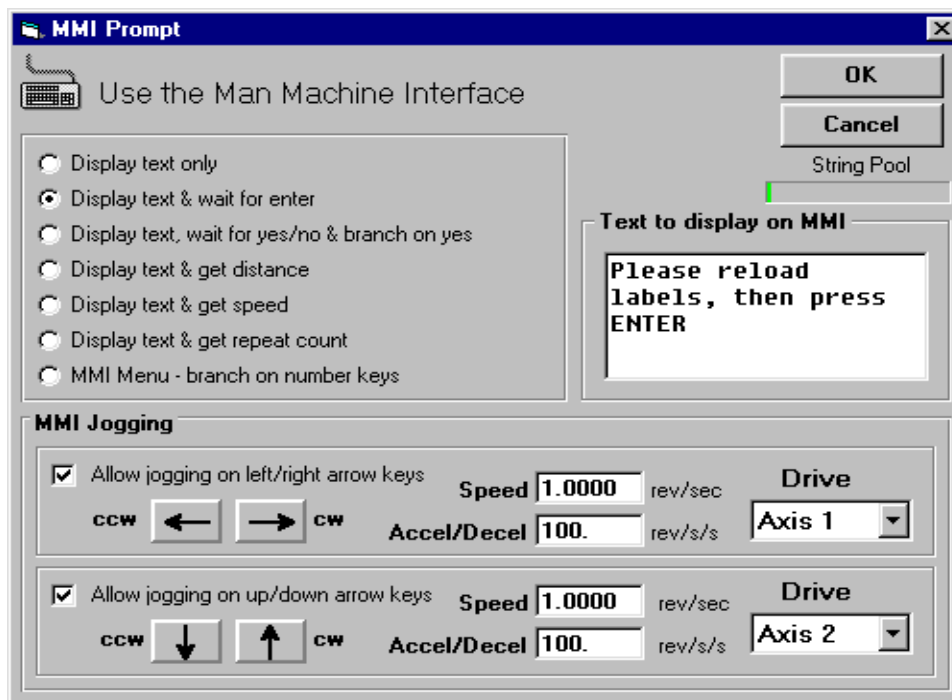 MMI Prompt
Use the Man Machine Interface
OK
Cancel
String Pool
Display text only
Display text & wait for enter
Display text, wait for yes/no & branch on yes
Display text & get distance
Display text & get speed
Display text & get repeat count
MMI Menu - branch on number keys
Text to display on MMI
Please reload
labels, then press
ENTER
MMI Jogging
Allow jogging on left/right arrow keys
ccw
cw
Speed 1.0000 rev/sec
Accel/Decel 100. rev/s/s
Drive
Axis 1
Allow jogging on up/down arrow keys
ccw
cw
Speed 1.0000 rev/sec
Accel/Decel 100. rev/s/s
Drive
Axis 2